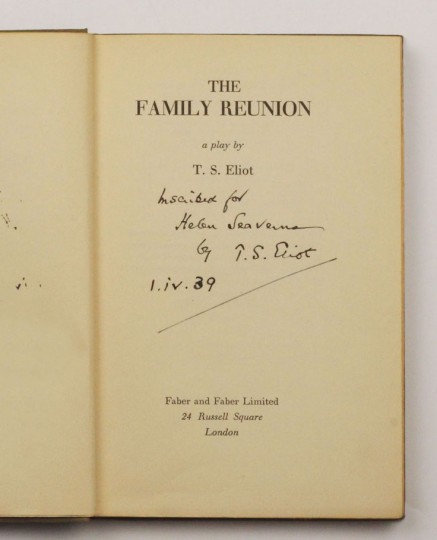 THE
FAMILY REUNION
a play by
T. S. Eliot
Inscribed for
Helen Seaverns
by T.S. Eliot
1.iv.39
Faber and Faber Limited
24 Russell Square
London